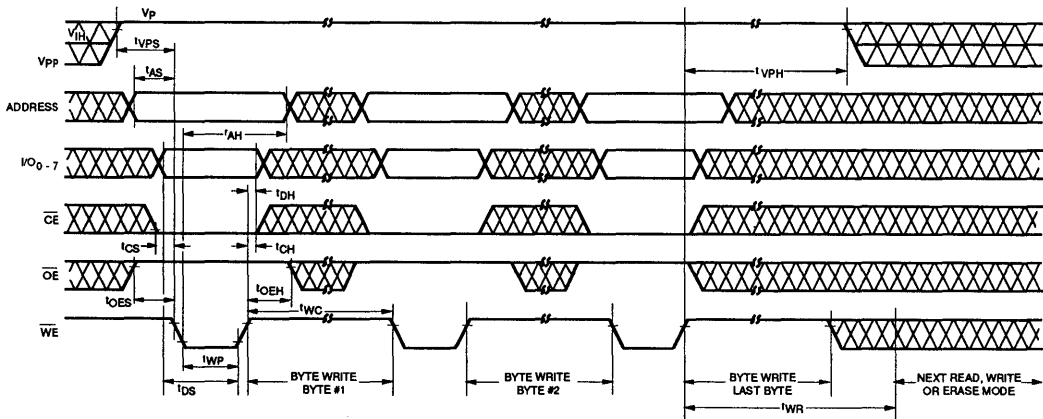 VP
VIH
VPP
tVPS
tVPH
tAS
ADDRESS
tAH
I/O0 - 7
tDH
CE
tCS
tCH
OE
tOES
tOEH
tWC
WE
tWP
tDS
BYTE WRITE
BYTE #1
BYTE WRITE
BYTE #2
BYTE WRITE
LAST BYTE
NEXT READ, WRITE
OR ERASE MODE
tWR